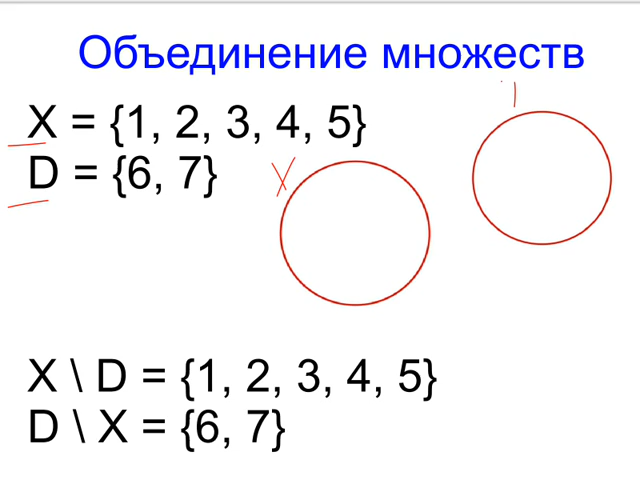 Объединение множеств
X = {1, 2, 3, 4, 5}
D = {6, 7}
X
X \ D = {1, 2, 3, 4, 5}
D \ X = {6, 7}